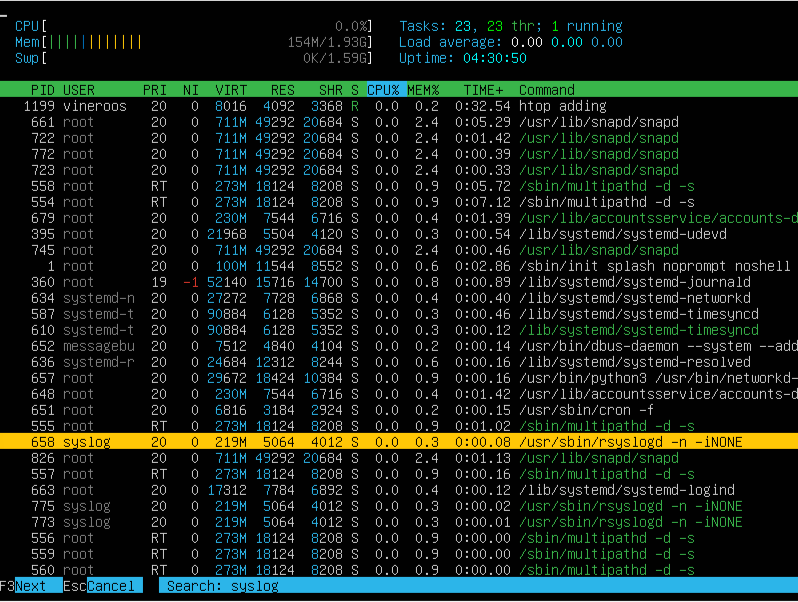 CPU[ 0.0%] Tasks: 23, 23 thr; 1 running
Mem[|||||||||||| 154M/1.93G] Load average: 0.00 0.00 0.00
Swp[ 0K/1.59G] Uptime: 04:30:50
PID USER PRI NI VIRT RES SHR S CPU% MEM% TIME+ Command
1199 vineroos 20 0 8016 4092 3368 R 0.0 0.2 0:32.54 htop adding
661 root 20 0 711M 49292 20684 S 0.0 2.4 0:05.29 /usr/lib/snapd/snapd
722 root 20 0 711M 49292 20684 S 0.0 2.4 0:01.42 /usr/lib/snapd/snapd
772 root 20 0 711M 49292 20684 S 0.0 2.4 0:00.39 /usr/lib/snapd/snapd
723 root 20 0 711M 49292 20684 S 0.0 2.4 0:00.33 /usr/lib/snapd/snapd
558 root RT 0 273M 18124 8208 S 0.0 0.9 0:05.72 /sbin/multipathd -d -s
554 root RT 0 273M 18124 8208 S 0.0 0.9 0:07.12 /sbin/multipathd -d -s
679 root 20 0 230M 7544 6716 S 0.0 0.4 0:01.39 /usr/lib/accountsservice/accounts-d
395 root 20 0 21968 5504 4120 S 0.0 0.3 0:00.54 /lib/systemd/systemd-udevd
745 root 20 0 711M 49292 20684 S 0.0 2.4 0:00.46 /usr/lib/snapd/snapd
1 root 20 0 100M 11544 8552 S 0.0 0.6 0:02.86 /sbin/init splash noprompt noshell
360 root 19 -1 52140 15716 14700 S 0.0 0.8 0:00.89 /lib/systemd/systemd-journald
634 systemd-n 20 0 27272 7728 6868 S 0.0 0.4 0:00.40 /lib/systemd/systemd-networkd
587 systemd-t 20 0 90884 6128 5352 S 0.0 0.3 0:00.46 /lib/systemd/systemd-timesyncd
610 systemd-t 20 0 90884 6128 5352 S 0.0 0.3 0:00.12 /lib/systemd/systemd-timesyncd
652 messagebu 20 0 7512 4840 4104 S 0.0 0.2 0:00.14 /usr/bin/dbus-daemon --system --add
636 systemd-r 20 0 24684 12312 8244 S 0.0 0.6 0:00.16 /lib/systemd/systemd-resolved
657 root 20 0 29672 18424 10384 S 0.0 0.9 0:00.16 /usr/bin/python3 /usr/bin/networkd-
648 root 20 0 230M 7544 6716 S 0.0 0.4 0:01.42 /usr/lib/accountsservice/accounts-d
651 root 20 0 6816 3184 2924 S 0.0 0.2 0:00.15 /usr/sbin/cron -f
555 root RT 0 273M 18124 8208 S 0.0 0.9 0:01.02 /sbin/multipathd -d -s
658 syslog 20 0 219M 5064 4012 S 0.0 0.3 0:00.08 /usr/sbin/rsyslogd -n -iNONE
826 root 20 0 711M 49292 20684 S 0.0 2.4 0:01.13 /usr/lib/snapd/snapd
557 root RT 0 273M 18124 8208 S 0.0 0.9 0:00.16 /sbin/multipathd -d -s
663 root 20 0 17312 7784 6892 S 0.0 0.4 0:00.12 /lib/systemd/systemd-logind
775 syslog 20 0 219M 5064 4012 S 0.0 0.3 0:00.02 /usr/sbin/rsyslogd -n -iNONE
773 syslog 20 0 219M 5064 4012 S 0.0 0.3 0:00.01 /usr/sbin/rsyslogd -n -iNONE
556 root RT 0 273M 18124 8208 S 0.0 0.9 0:00.00 /sbin/multipathd -d -s
559 root RT 0 273M 18124 8208 S 0.0 0.9 0:00.00 /sbin/multipathd -d -s
560 root RT 0 273M 18124 8208 S 0.0 0.9 0:00.00 /sbin/multipathd -d -s
F3Next EscCancel Search: syslog